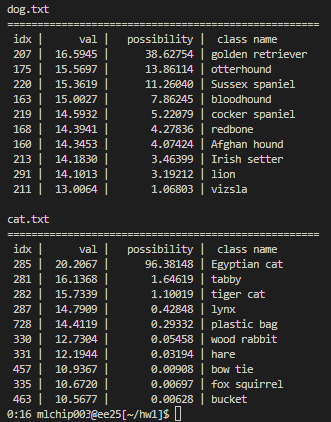 dog.txt
=================================================
idx | val | possibility | class name
207 | 16.5945 | 38.62754 | golden retriever
175 | 15.5697 | 13.86114 | otterhound
220 | 15.3619 | 11.26040 | Sussex spaniel
163 | 15.0027 | 7.86245 | bloodhound
219 | 14.5932 | 5.22079 | cocker spaniel
168 | 14.3941 | 4.27836 | redbone
160 | 14.3453 | 4.07424 | Afghan hound
213 | 14.1830 | 3.46399 | Irish setter
291 | 14.1013 | 3.19212 | lion
211 | 13.0064 | 1.06803 | vizsla
cat.txt
=================================================
idx | val | possibility | class name
285 | 20.2067 | 96.38148 | Egyptian cat
281 | 16.1368 | 1.64619 | tabby
282 | 15.7339 | 1.10019 | tiger cat
287 | 14.7909 | 0.42848 | lynx
728 | 14.4119 | 0.29332 | plastic bag
330 | 12.7304 | 0.05458 | wood rabbit
331 | 12.1944 | 0.03194 | hare
457 | 10.9367 | 0.00908 | bow tie
335 | 10.6720 | 0.00697 | fox squirrel
463 | 10.5677 | 0.00628 | bucket
0:16 mlchip003@ee25[~/hw1]$